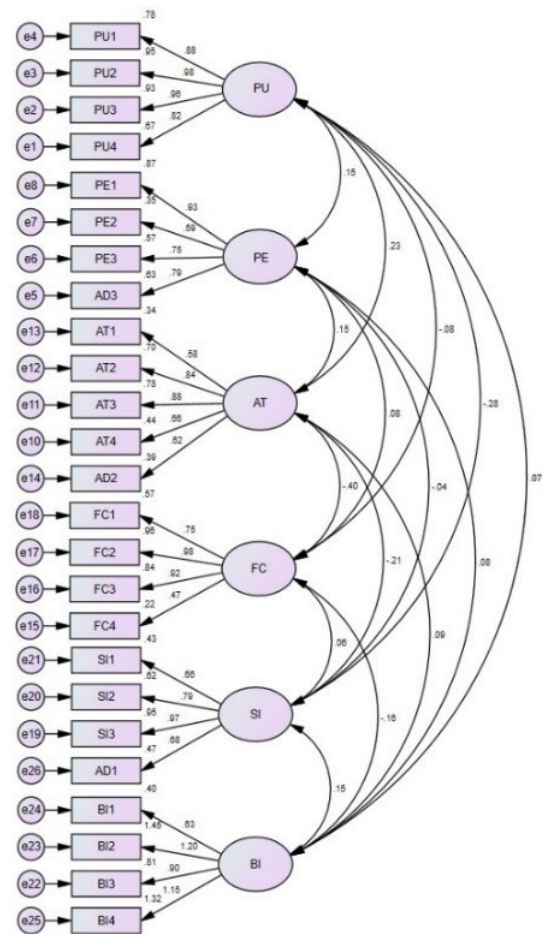 .78
e4 PU1
.95 .88
e3 PU2 .98 PU
.93 .96
e2 PU3
.67 .82
e1 PU4
.87
.15
e8 PE1
.35 .93
e7 PE2 .59
.57
e6 PE3 .75 PE .23
.63 .79
e5 AD3
.34
e13 AT1 .15 -.08
.70 .58
e12 AT2 .84
.78
e11 AT3 .88 AT .08 -.28
.44 .66
e10 AT4 .62
.39
e14 AD2 -.40 -.04 .07
.57
e18 FC1
.96 .75
e17 FC2 .98 -.21 .08
.84 FC
e16 FC3 .92
.22 .47
e15 FC4 .06 .09
.43
e21 SI1
.62 .66
e20 SI2 .79
.95 SI -.16
e19 SI3 .97
.47 .68
e26 AD1
.40 .15
e24 BI1
1.45 .63
e23 BI2 1.20
.81 BI
e22 BI3 .90
1.32 1.15
e25 BI4